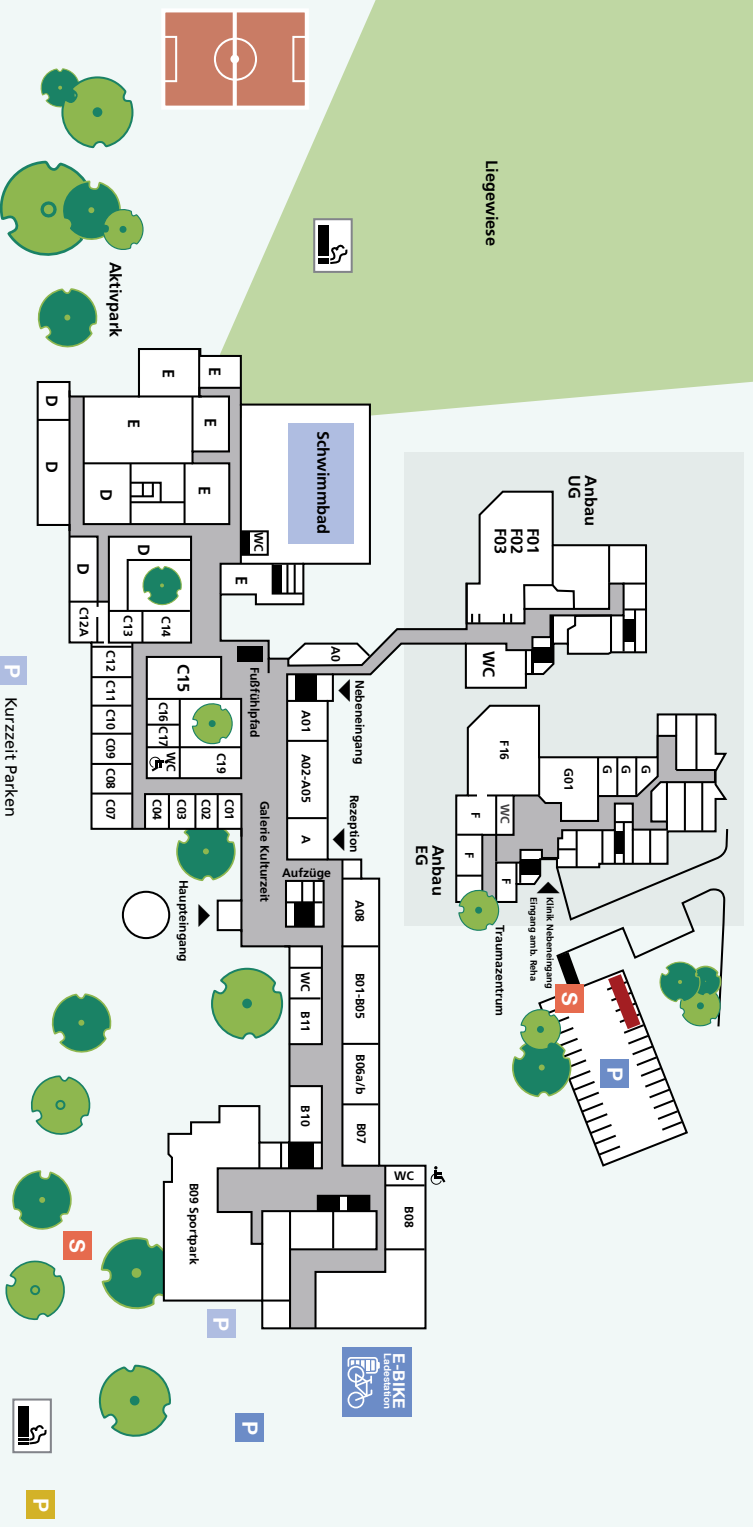 Liegewiese
Aktivpark
E
E
D
E
E
Schwimmbad
D
D
E
WC
Anbau
UG
F01
F02
F03
D
D
E
C12A
C13
C14
WC
A0
P
Kurzzeit Parken
C12
C11
C10
C09
C08
C07
C15
C16
C17
WC
C19
C04
C03
C02
C01
Fußfühlpfad
Nebeneingang
A01
A02-A05
A
Rezeption
Galerie Kulturzeit
Aufzüge
Haupteingang
F16
G01
G
G
G
F
WC
F
F
Anbau
EG
Klinik Nebeneingang
Eingang amb. Reha
Traumazentrum
S
P
A08
B01-B05
WC
B11
B06a/b
B10
B07
WC
B08
B09 Sportpark
S
P
E-BIKE
Ladestation
P
P